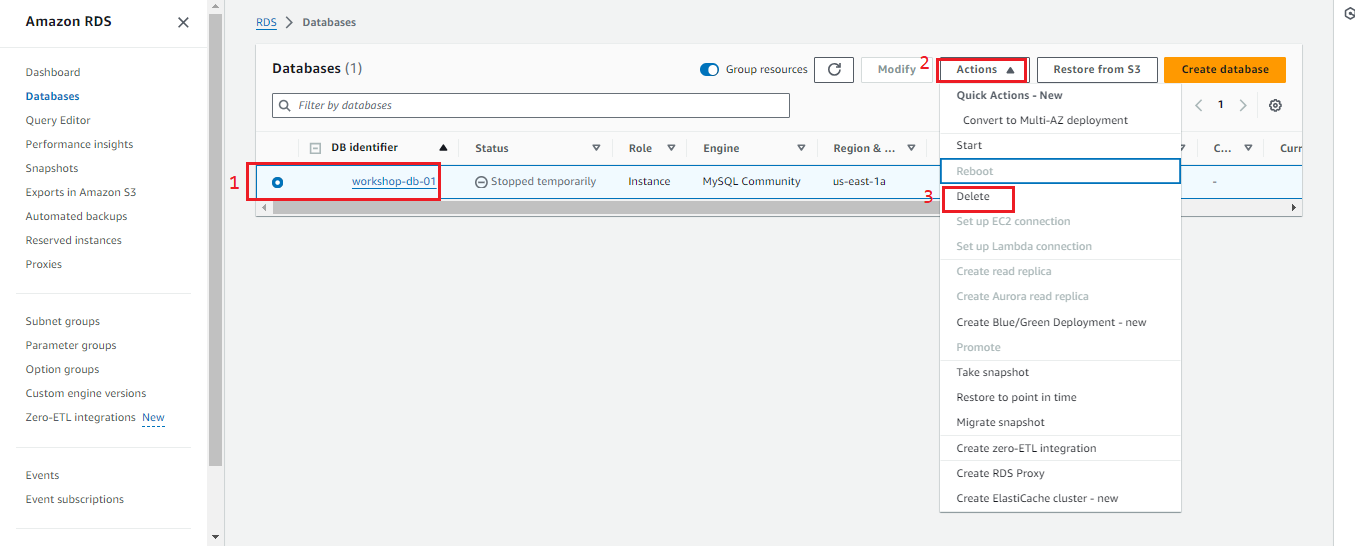 Amazon RDS
Dashboard
Databases
Query Editor
Performance insights
Snapshots
Exports in Amazon S3
Automated backups
Reserved instances
Proxies
Subnet groups
Parameter groups
Option groups
Custom engine versions
Zero-ETL integrations New
Events
Event subscriptions
RDS Databases
Databases (1)
Group resources
Modify
2
Actions
Restore from S3
Create database
Filter by databases
1
DB identifier
Status
Role
Engine
Region & ...
C...
Curr
1
workshop-db-01
Stopped temporarily
Instance
MySQL Community
us-east-1a
-
Quick Actions - New
Convert to Multi-AZ deployment
Start
Reboot
3
Delete
Set up EC2 connection
Set up Lambda connection
Create read replica
Create Aurora read replica
Create Blue/Green Deployment - new
Promote
Take snapshot
Restore to point in time
Migrate snapshot
Create zero-ETL integration
Create RDS Proxy
Create ElastiCache cluster - new